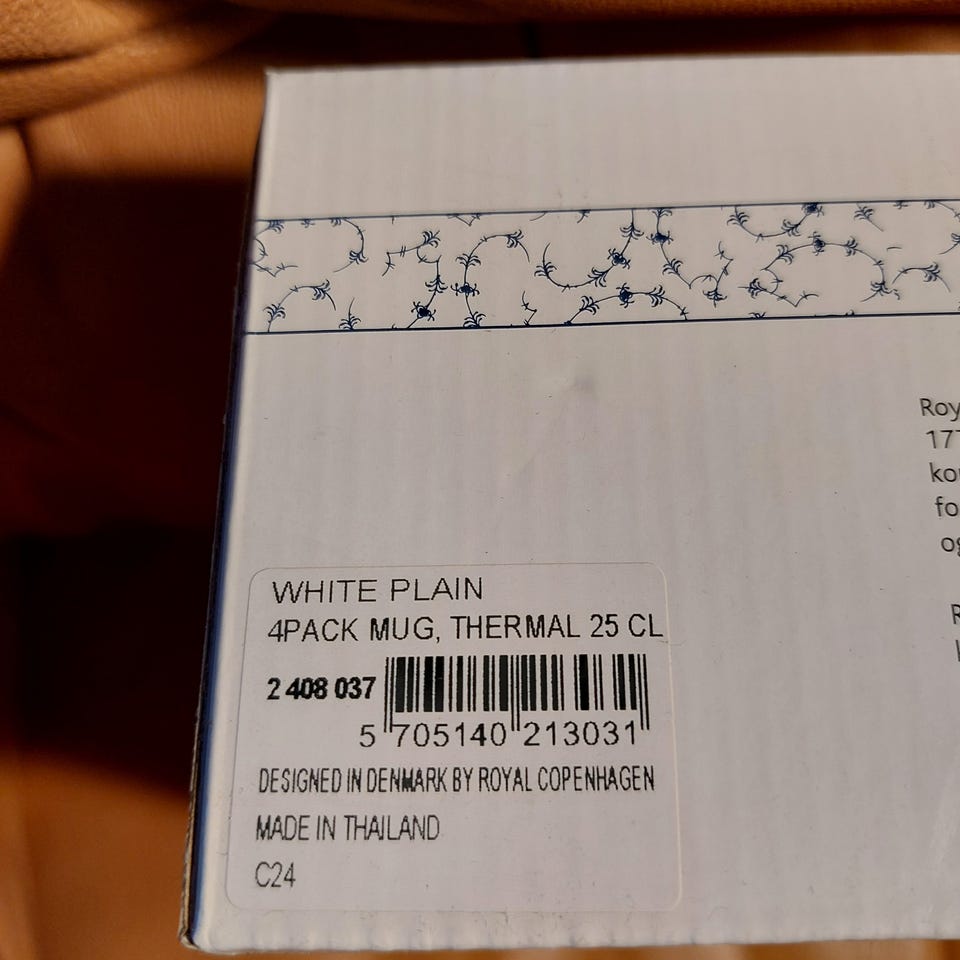 WHITE PLAIN
4PACK MUG, THERMAL 25 CL
2 408 037
5 705140 213031
DESIGNED IN DENMARK BY ROYAL COPENHAGEN
MADE IN THAILAND
C24